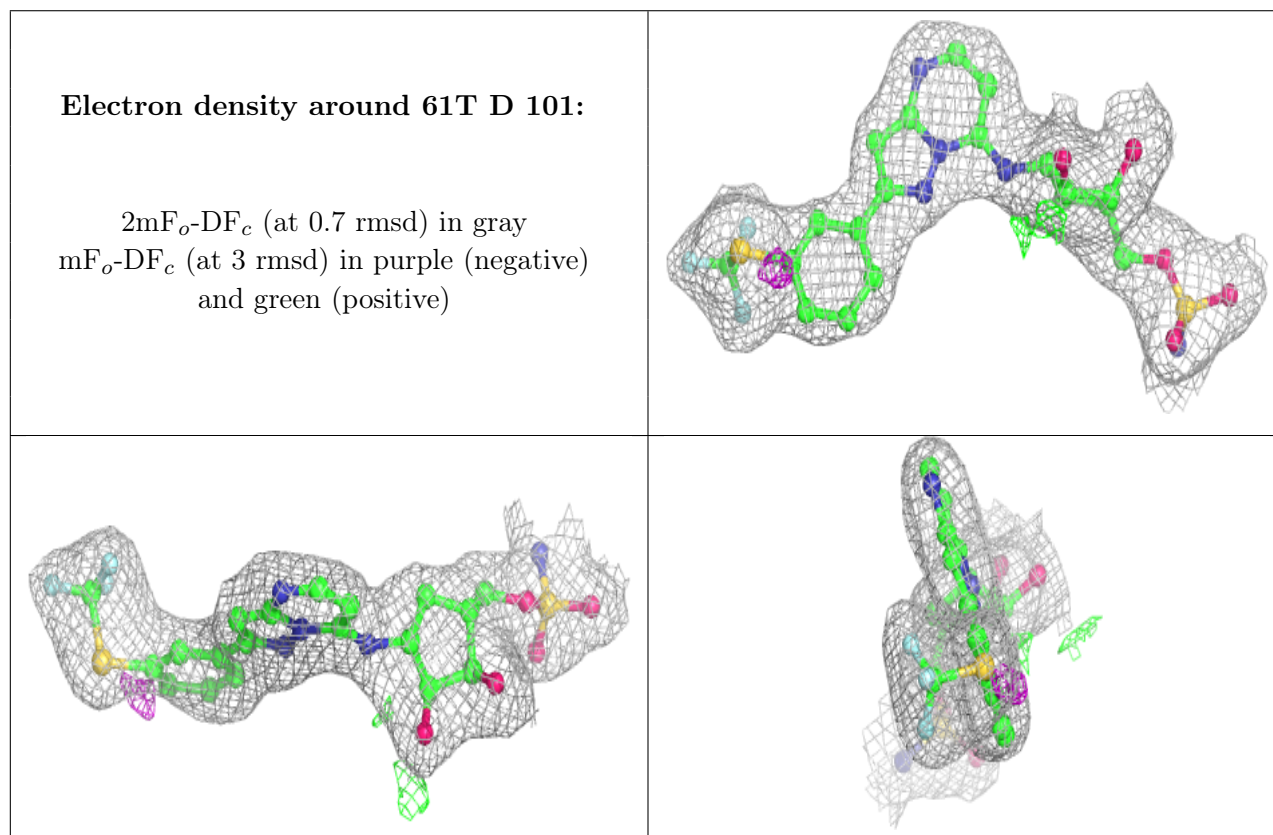 Electron density around 61T D 101:
2mFo-DFc (at 0.7 rmsd) in gray
mFo-DFc (at 3 rmsd) in purple (negative)
and green (positive)